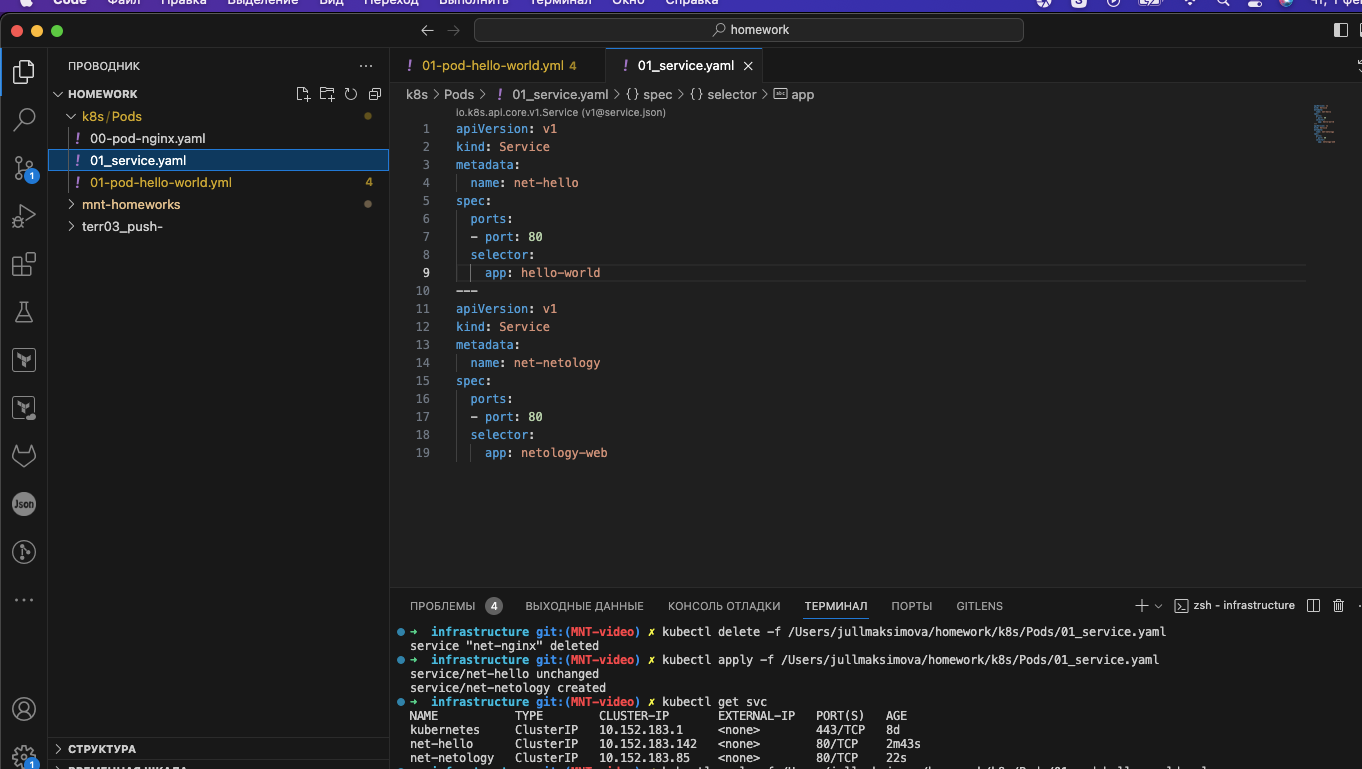 Code Файл Правка Выделение Вид Переход Выполнить Терминал Окно Справка
homework
ПРОВОДНИК
HOMEWORK
k8s / Pods
! 00-pod-nginx.yaml
! 01_service.yaml
! 01-pod-hello-world.yml 4
mnt-homeworks
terr03_push-
СТРУКТУРА
ВРЕМЕННАЯ ШКАЛА
1
Json
1
! 01-pod-hello-world.yml 4
! 01_service.yaml
k8s > Pods > ! 01_service.yaml > {} spec > {} selector > abc app
io.k8s.api.core.v1.Service (v1@service.json)
1 apiVersion: v1
2 kind: Service
3 metadata:
4 name: net-hello
5 spec:
6 ports:
7 - port: 80
8 selector:
9 app: hello-world
10 ---
11 apiVersion: v1
12 kind: Service
13 metadata:
14 name: net-netology
15 spec:
16 ports:
17 - port: 80
18 selector:
19 app: netology-web
ПРОБЛЕМЫ 4 ВЫХОДНЫЕ ДАННЫЕ КОНСОЛЬ ОТЛАДКИ ТЕРМИНАЛ ПОРТЫ GITLENS zsh - infrastructure
➜ infrastructure git:(MNT-video) ✗ kubectl delete -f /Users/jullmaksimova/homework/k8s/Pods/01_service.yaml
service "net-nginx" deleted
➜ infrastructure git:(MNT-video) ✗ kubectl apply -f /Users/jullmaksimova/homework/k8s/Pods/01_service.yaml
service/net-hello unchanged
service/net-netology created
➜ infrastructure git:(MNT-video) ✗ kubectl get svc
NAME TYPE CLUSTER-IP EXTERNAL-IP PORT(S) AGE
kubernetes ClusterIP 10.152.183.1 <none> 443/TCP 8d
net-hello ClusterIP 10.152.183.142 <none> 80/TCP 2m43s
net-netology ClusterIP 10.152.183.85 <none> 80/TCP 22s